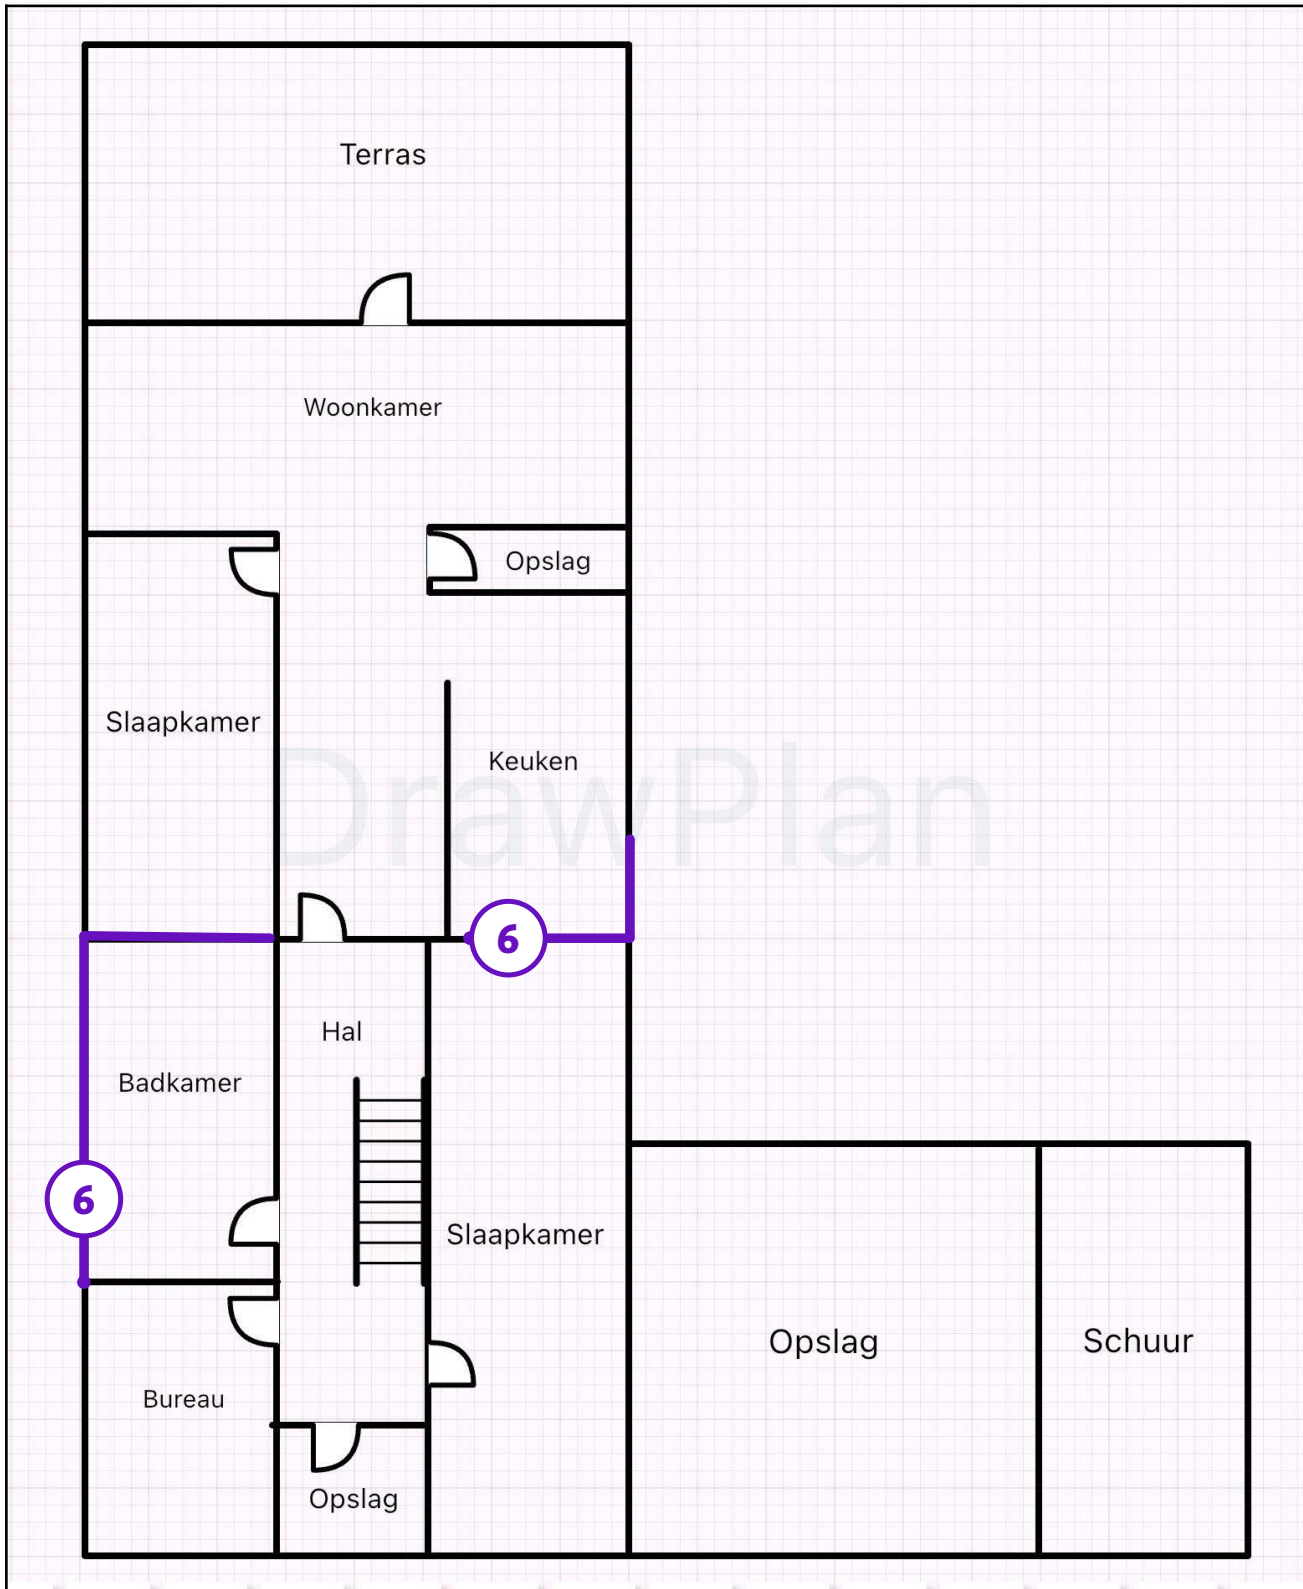 Terras
Woonkamer
Opslag
Slaapkamer
Keuken
DrawPlan
6
Hal
Badkamer
6
Slaapkamer
Opslag
Schuur
Bureau
Opslag